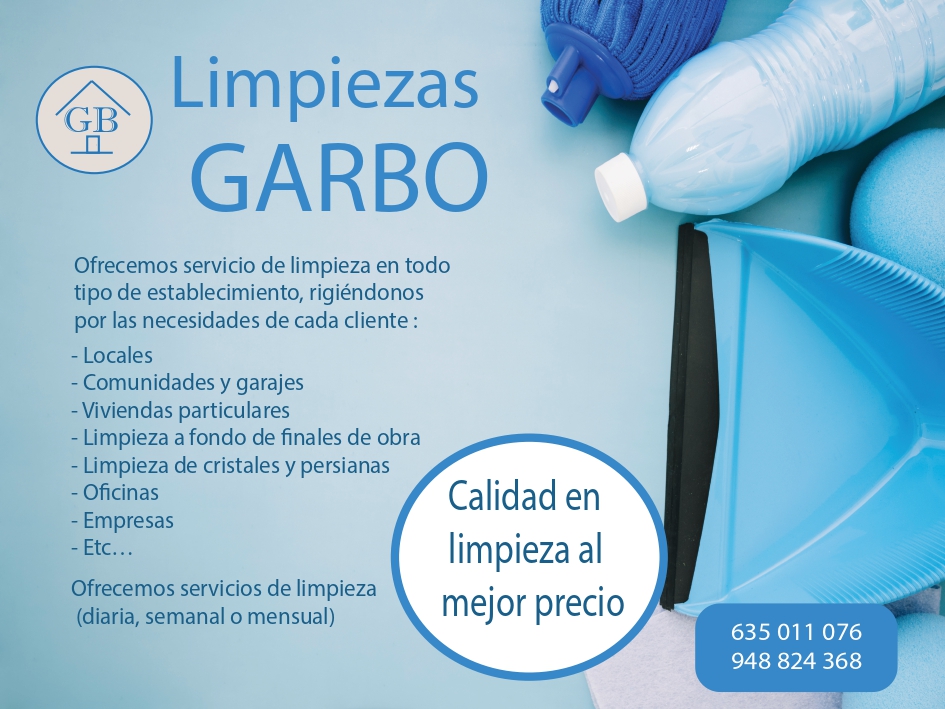 GB
Limpiezas
GARBO
Ofrecemos servicio de limpieza en todo
tipo de establecimiento, rigiéndonos
por las necesidades de cada cliente :
- Locales
- Comunidades y garajes
- Viviendas particulares
- Limpieza a fondo de finales de obra
- Limpieza de cristales y persianas
- Oficinas
- Empresas
- Etc…
Ofrecemos servicios de limpieza
(diaria, semanal o mensual)
Calidad en
limpieza al
mejor precio
635 011 076
948 824 368